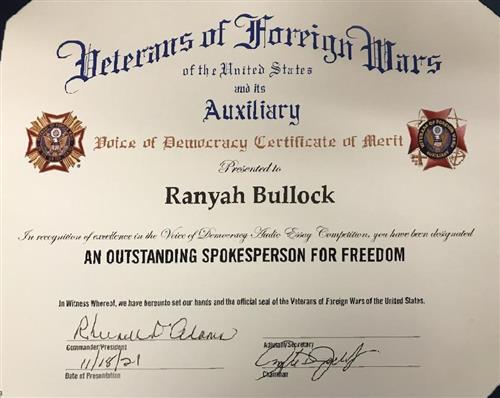 Veterans of Foreign Wars
of the United States
and its
Auxiliary
Voice of Democracy Certificate of Merit
Presented to
Ranyah Bullock
In recognition of excellence in the Voice of Democracy Audio Essay Competition, you have been designated
AN OUTSTANDING SPOKESPERSON FOR FREEDOM
In Witness Whereof, we have hereunto set our hands and the official seal of the Veterans of Foreign Wars of the United States.
Commander/President
Adjutant/Secretary
11/18/21
Date of Presentation
Chairman